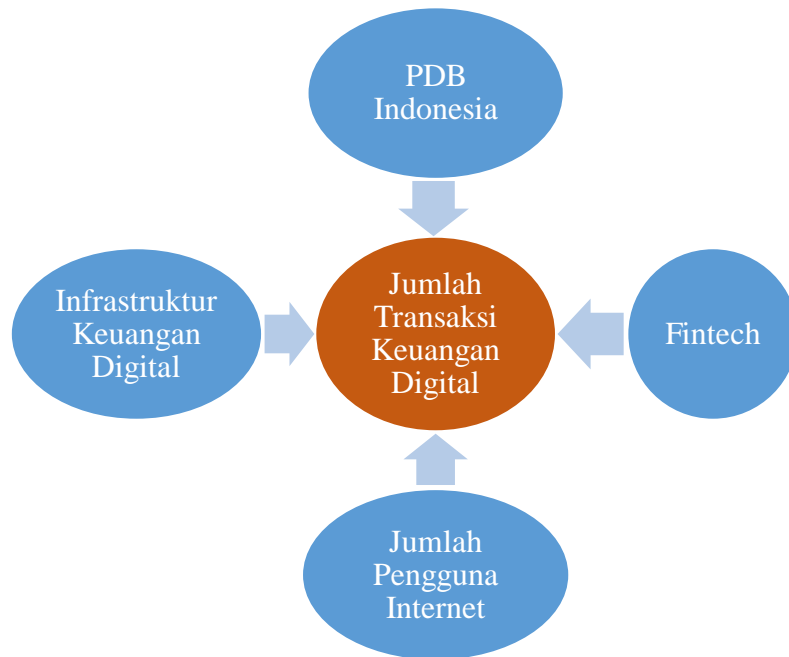 PDB
Indonesia
Infrastruktur
Keuangan
Digital
Jumlah
Transaksi
Keuangan
Digital
Fintech
Jumlah
Pengguna
Internet